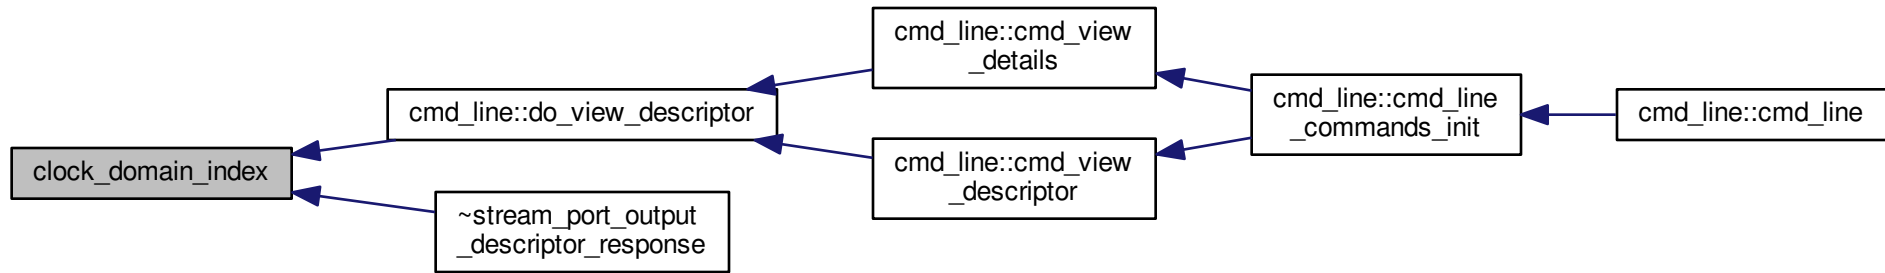 clock_domain_index
cmd_line::do_view_descriptor
~stream_port_output
_descriptor_response
cmd_line::cmd_view
_details
cmd_line::cmd_view
_descriptor
cmd_line::cmd_line
_commands_init
cmd_line::cmd_line